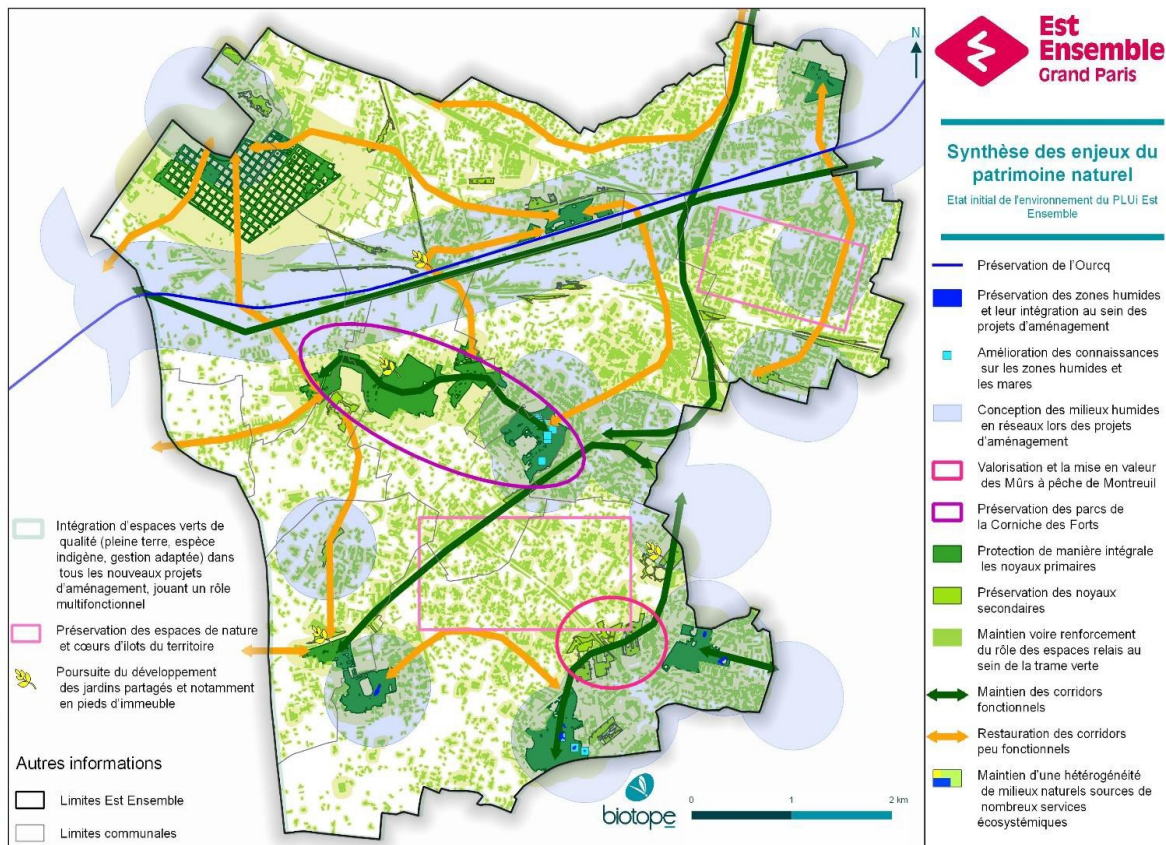 N
Est
Ensemble
Grand Paris
Synthèse des enjeux du
patrimoine naturel
Etat initial de l'environnement du PLUi Est
Ensemble
Préservation de l'Ourcq
Préservation des zones humides
et leur intégration au sein des
projets d'aménagement
Amélioration des connaissances
sur les zones humides et
les mares
Conception des milieux humides
en réseaux lors des projets
d'aménagement
Valorisation et la mise en valeur
des Mûrs à pêche de Montreuil
Préservation des parcs de
la Corniche des Forts
Protection de manière intégrale
les noyaux primaires
Préservation des noyaux
secondaires
Maintien voire renforcement
du rôle des espaces relais au
sein de la trame verte
Maintien des corridors
fonctionnels
Restauration des corridors
peu fonctionnels
Maintien d'une hétérogénéité
de milieux naturels sources de
nombreux services
écosystémiques
Intégration d'espaces verts de
qualité (pleine terre, espèce
indigène, gestion adaptée) dans
tous les nouveaux projets
d'aménagement, jouant un rôle
multifonctionnel
Préservation des espaces de nature
et cœurs d'ilots du territoire
Poursuite du développement
des jardins partagés et notamment
en pieds d'immeuble
Autres informations
Limites Est Ensemble
Limites communales
biotope
0 1 2 km